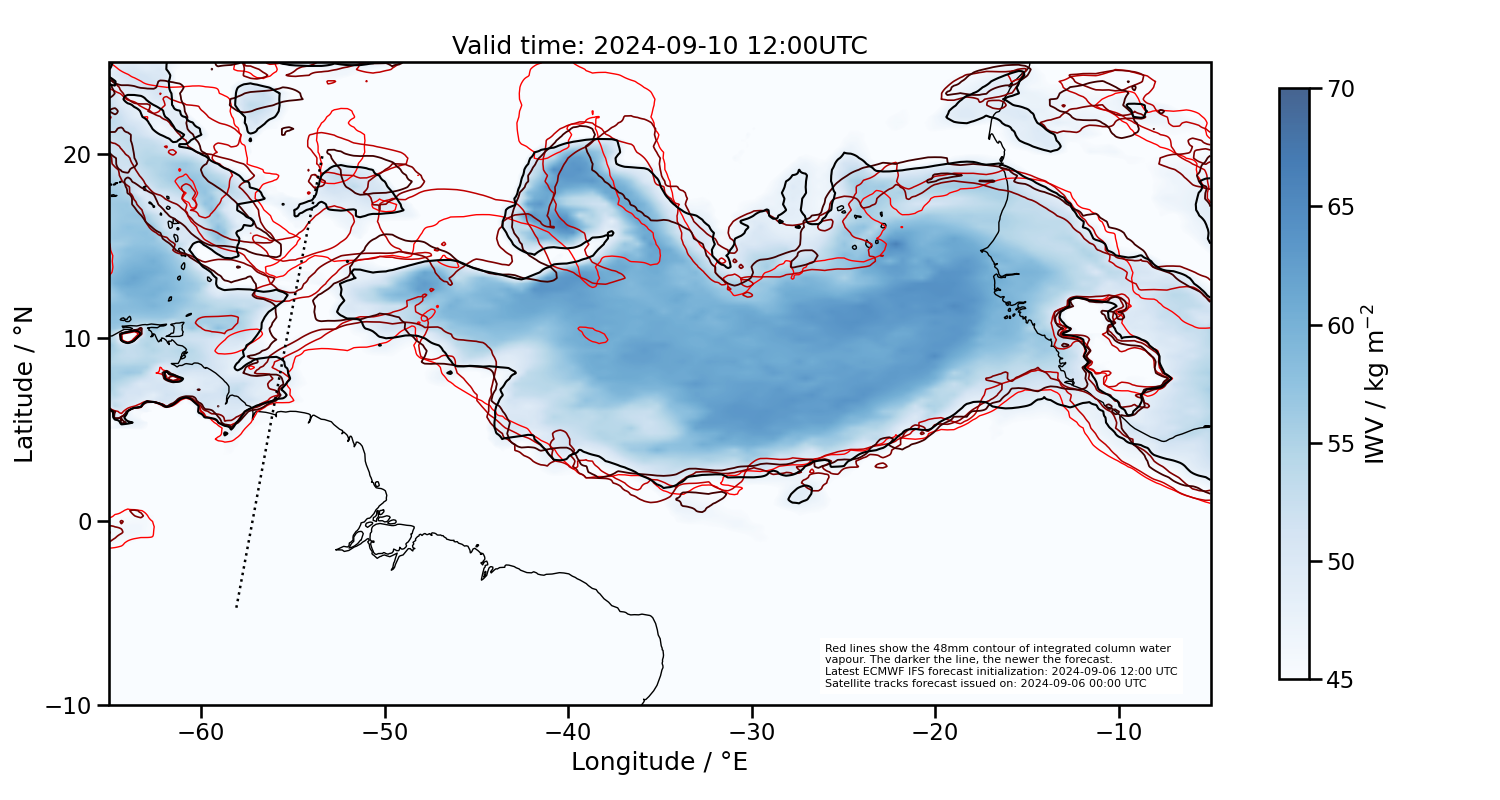 Valid time: 2024-09-10 12:00UTC
70
65
60
55
50
45
IWV / kg m⁻²
20
10
0
−10
Latitude / °N
Red lines show the 48mm contour of integrated column water
vapour. The darker the line, the newer the forecast.
Latest ECMWF IFS forecast initialization: 2024-09-06 12:00 UTC
Satellite tracks forecast issued on: 2024-09-06 00:00 UTC
−60 −50 −40 −30 −20 −10
Longitude / °E